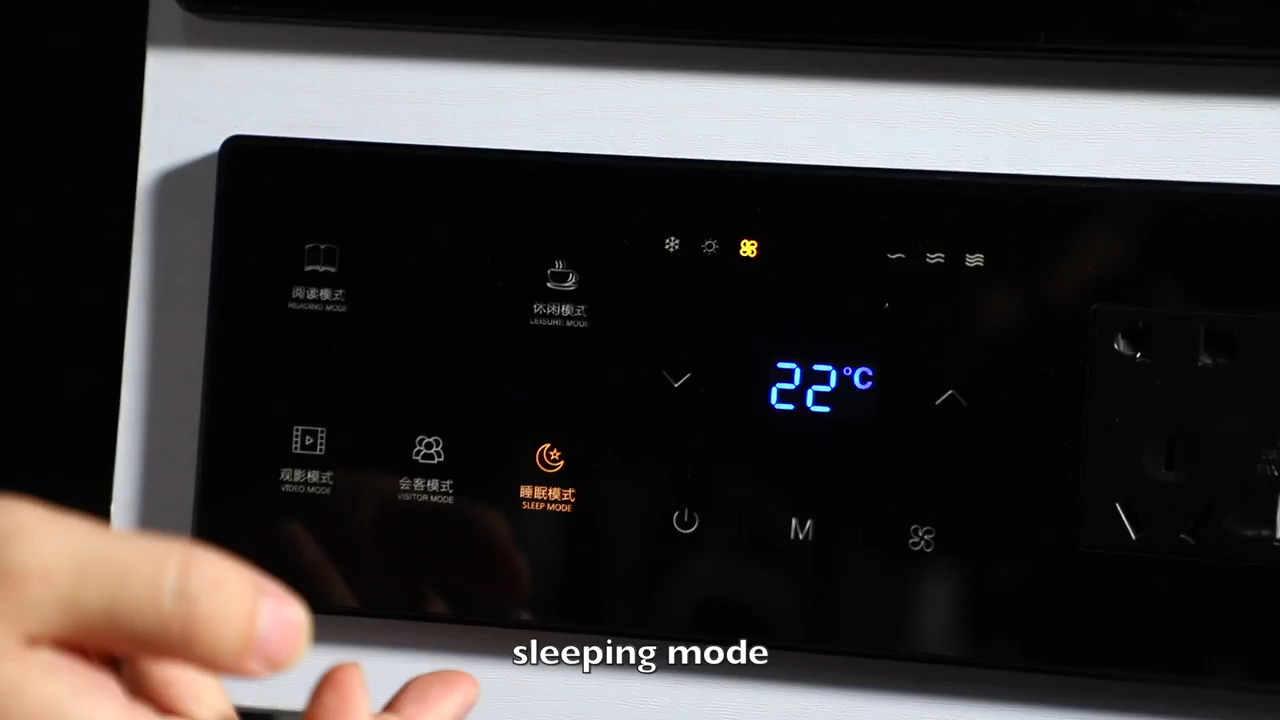 阅读模式
READING MODE
休闲模式
LEISURE MODE
22°C
观影模式
VIDEO MODE
会客模式
VISITOR MODE
睡眠模式
SLEEP MODE
M
sleeping mode